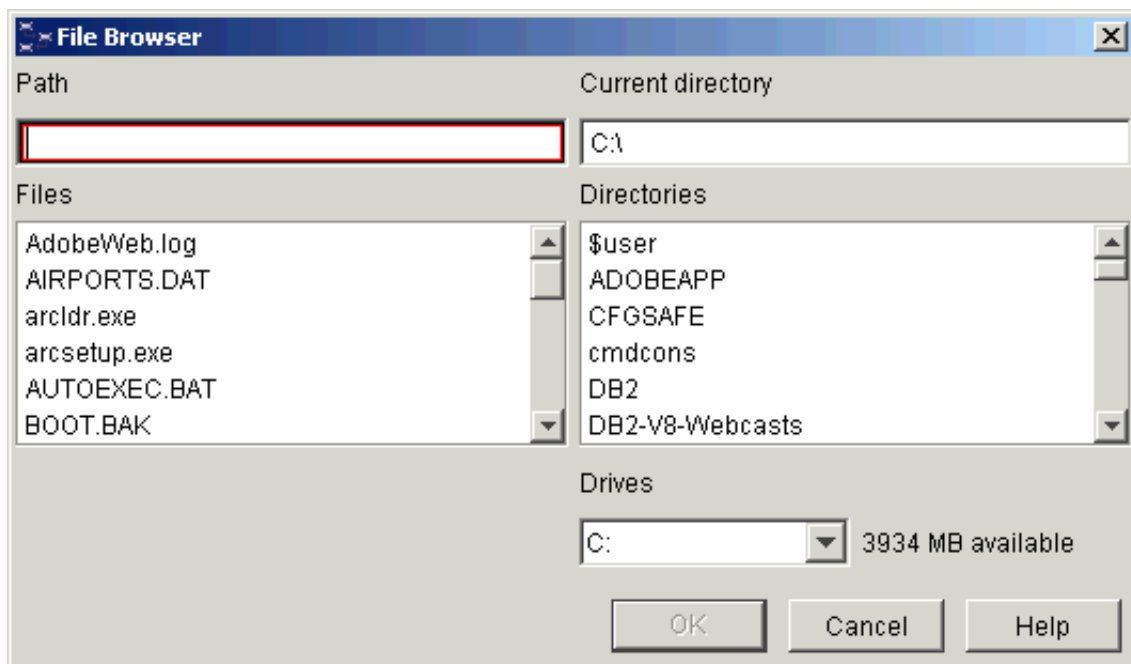 File Browser
Path
Current directory
C:\
Files
Directories
AdobeWeb.log
AIRPORTS.DAT
arcldr.exe
arcsetup.exe
AUTOEXEC.BAT
BOOT.BAK
$user
ADOBEAPP
CFGSAFE
cmdcons
DB2
DB2-V8-Webcasts
Drives
C:
3934 MB available
OK
Cancel
Help